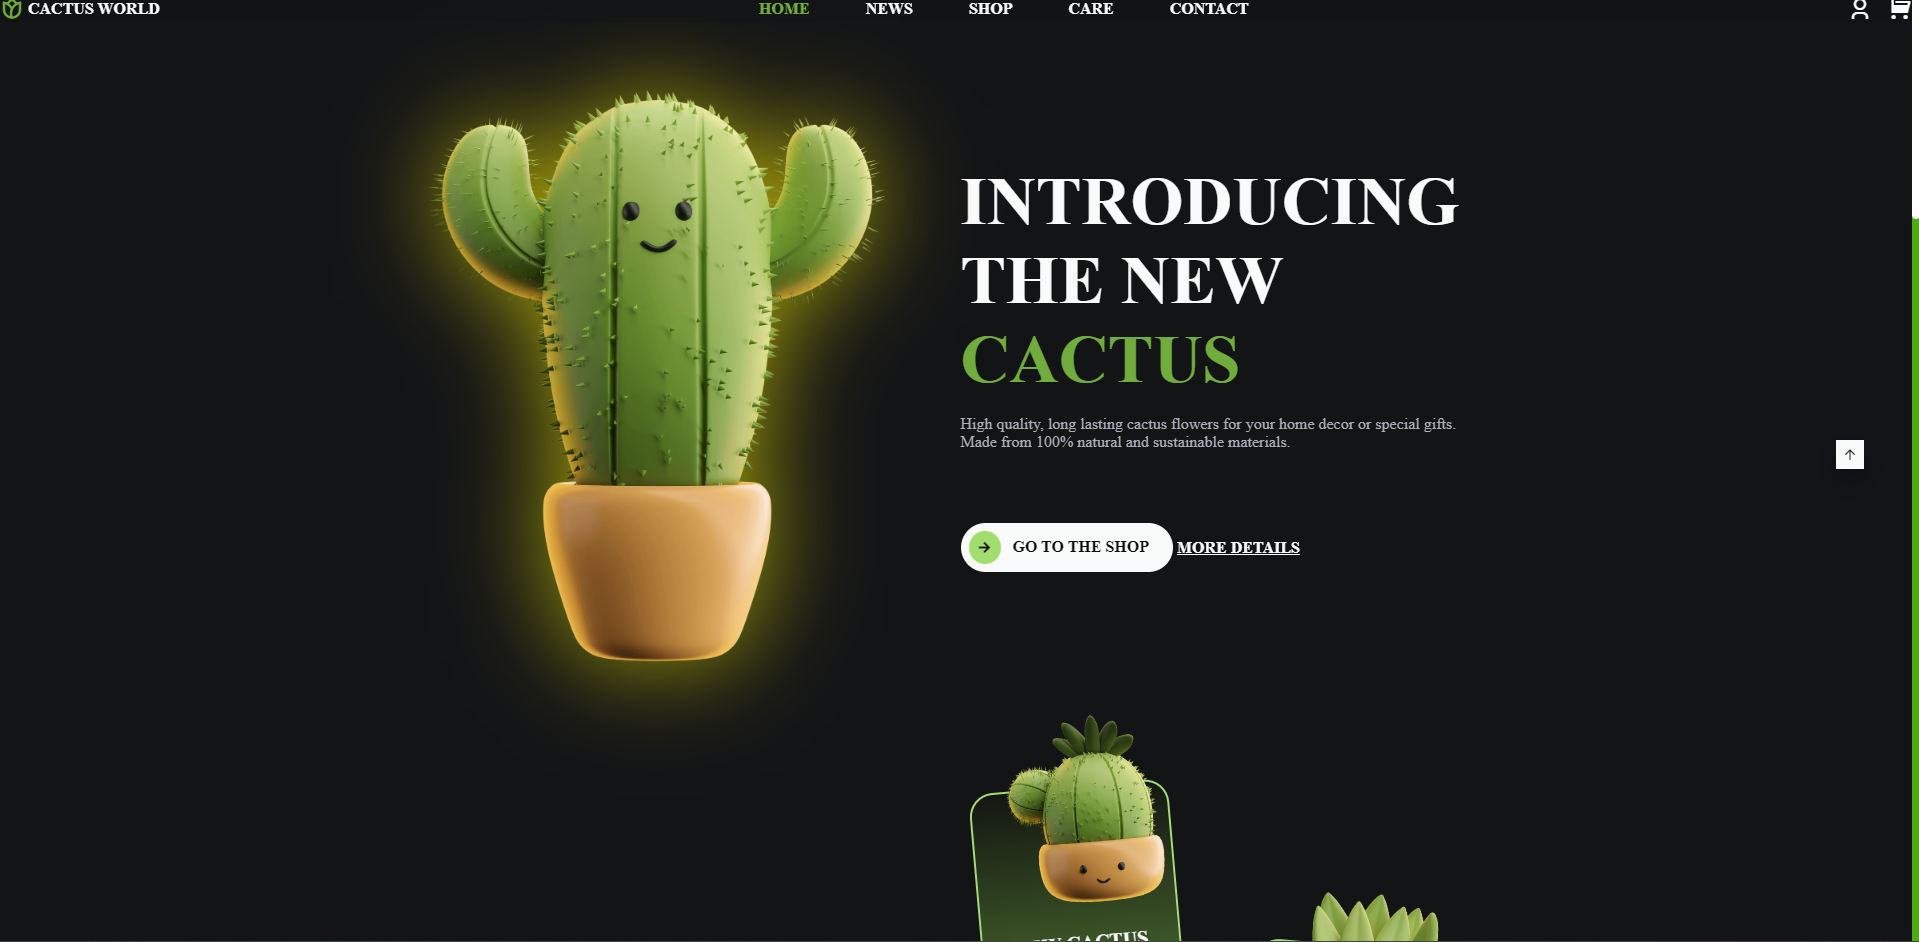 CACTUS WORLD
HOME NEWS SHOP CARE CONTACT
INTRODUCING
THE NEW
CACTUS
High quality, long lasting cactus flowers for your home decor or special gifts.
Made from 100% natural and sustainable materials.
GO TO THE SHOP MORE DETAILS
CACTUS